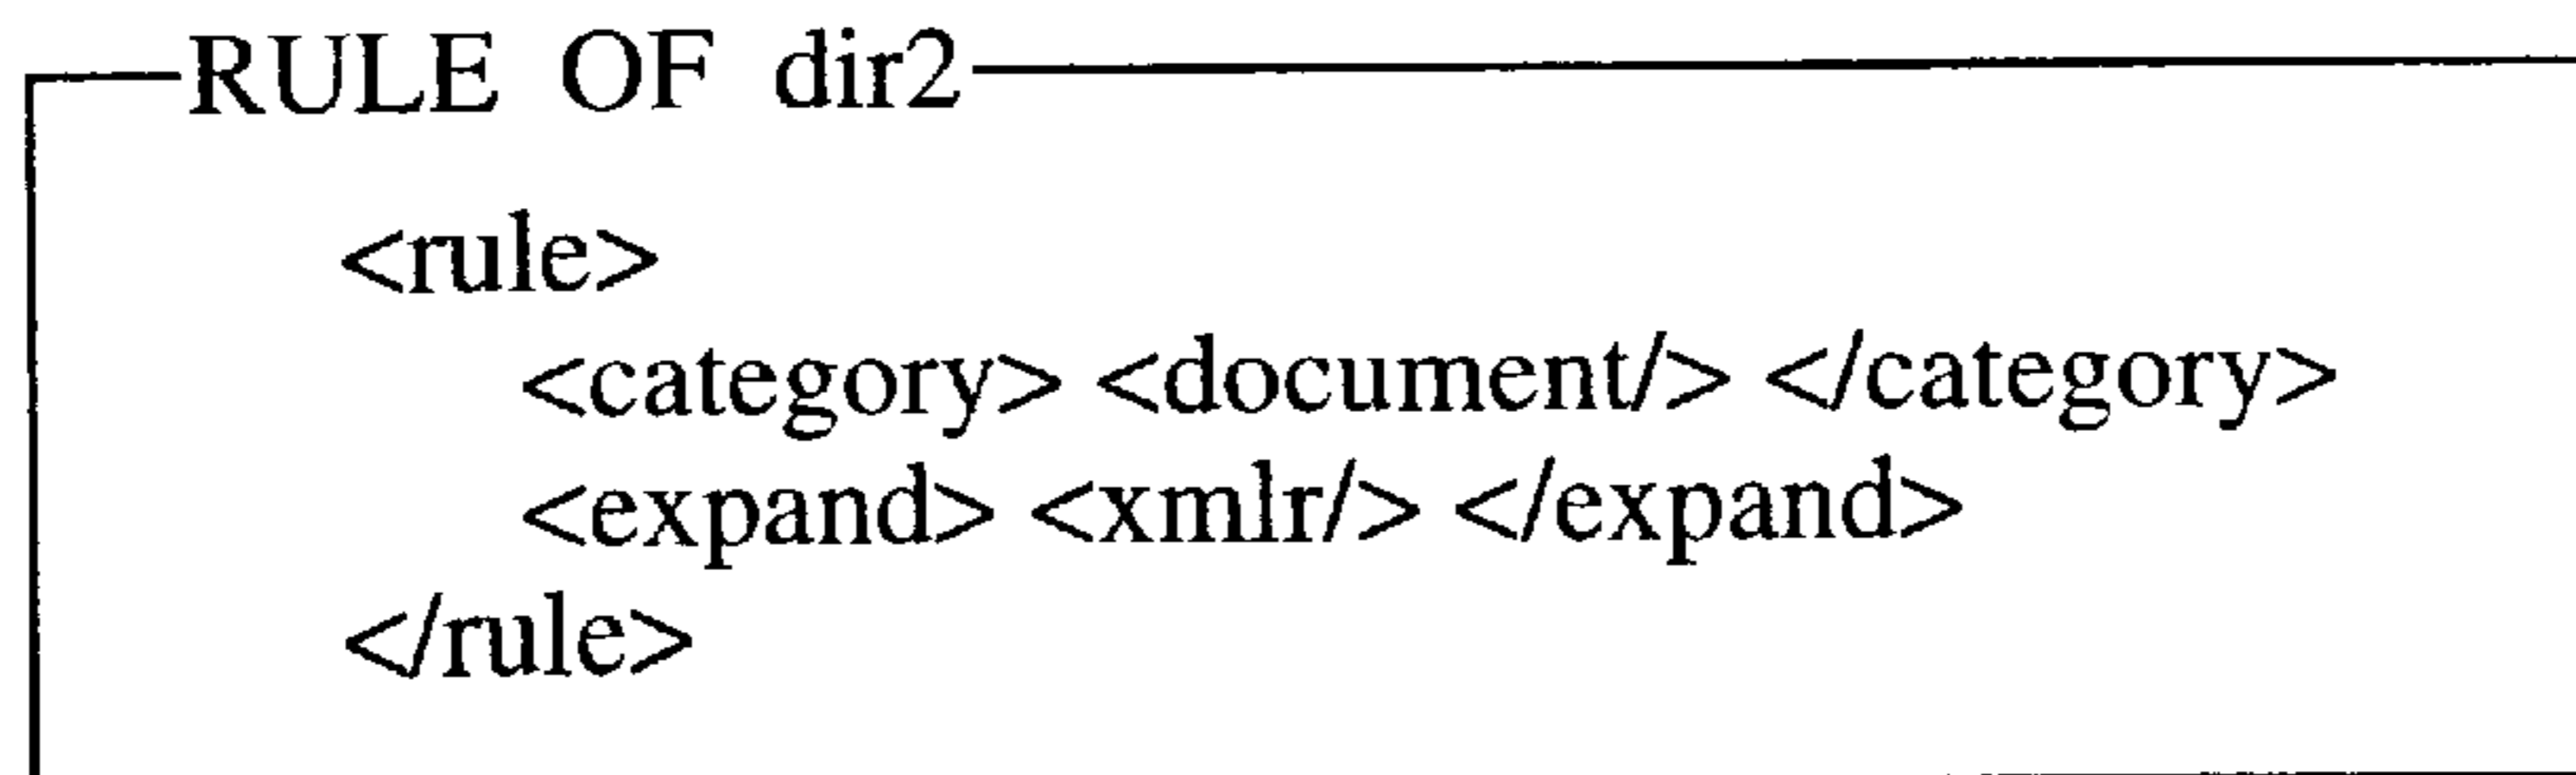 RULE OF dir2
<rule>
<category> <document/> </category>
<expand> <xmlr/> </expand>
</rule>